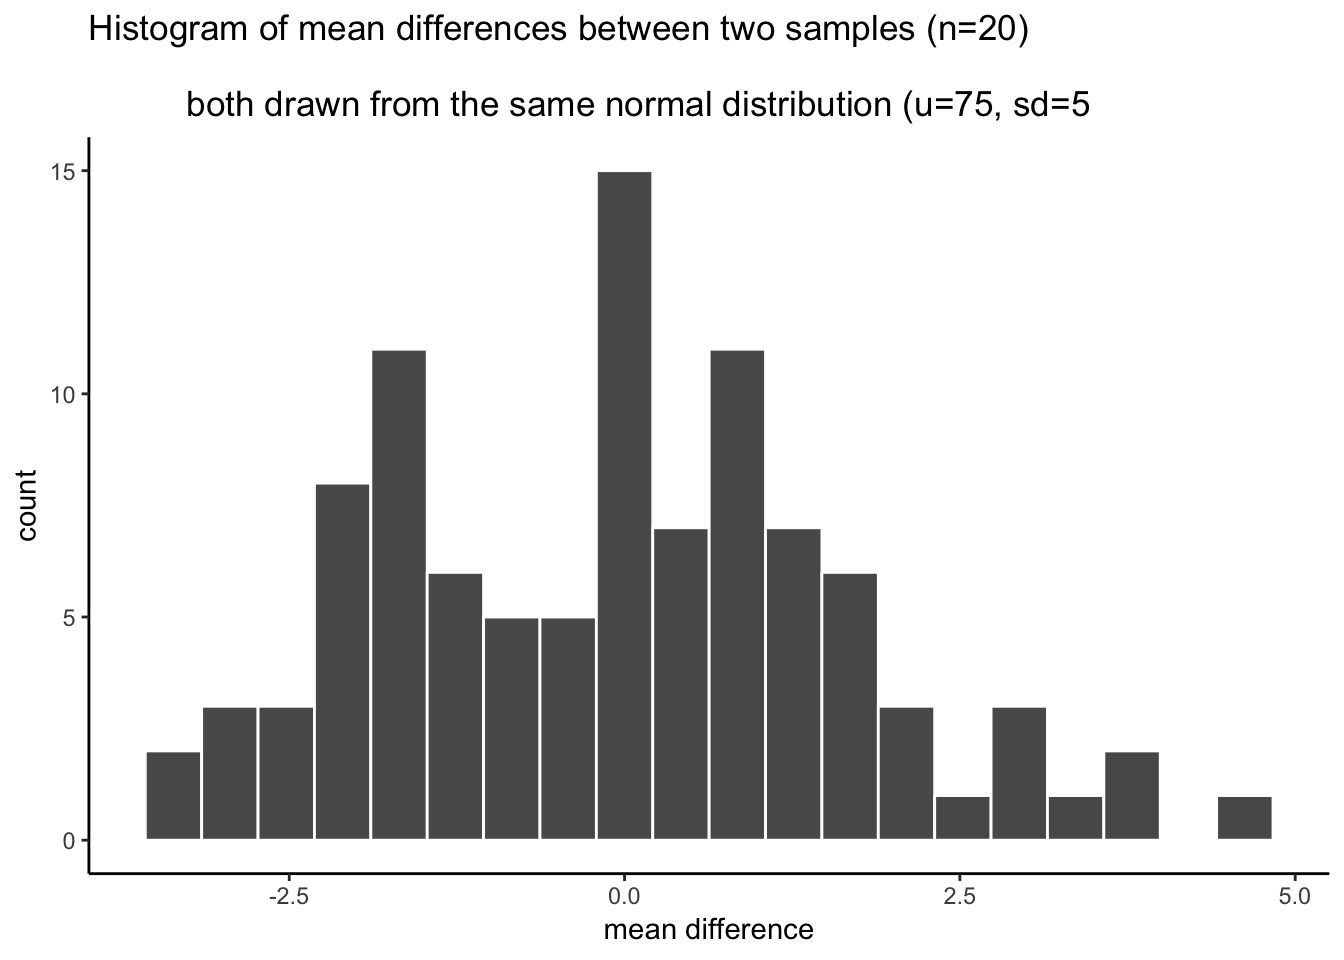 Histogram of mean differences between two samples (n=20)
both drawn from the same normal distribution (u=75, sd=5
15
10
5
0
count
-2.5
0.0
2.5
5.0
mean difference